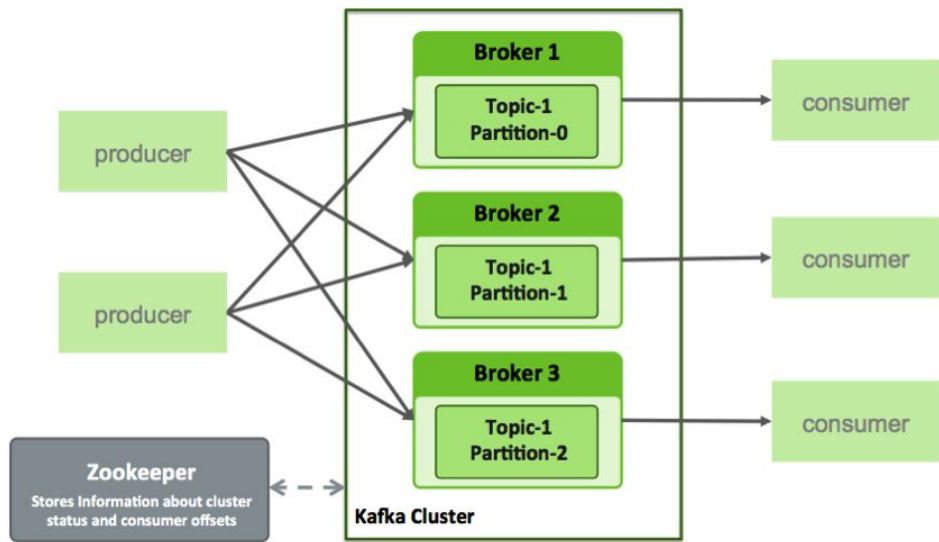 Broker 1
Topic-1
Partition-0
consumer
producer
Broker 2
Topic-1
Partition-1
consumer
producer
Broker 3
Topic-1
Partition-2
consumer
Zookeeper
Stores Information about cluster
status and consumer offsets
Kafka Cluster